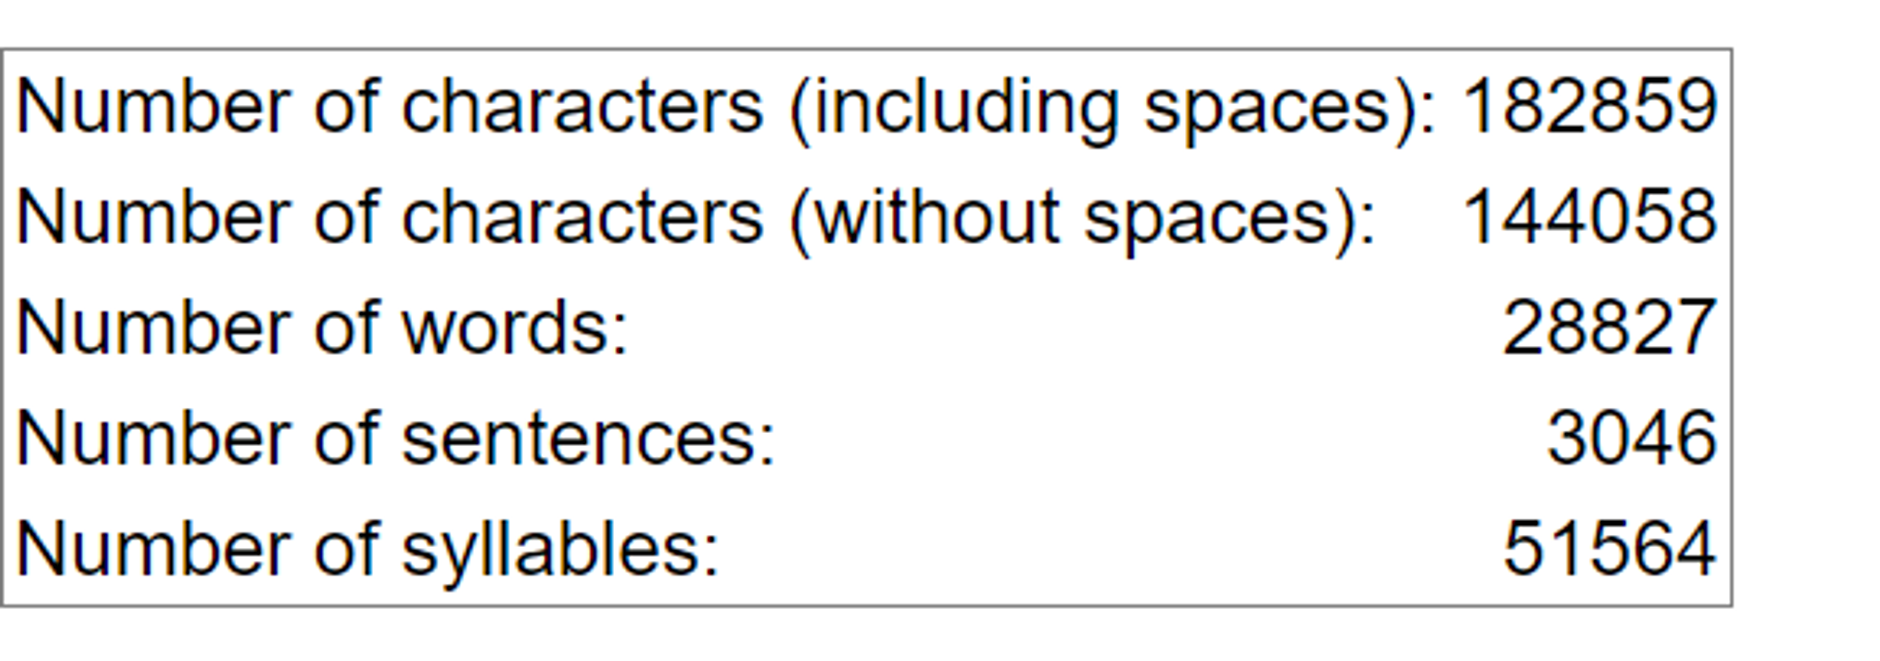 Number of characters (including spaces): 182859
Number of characters (without spaces): 144058
Number of words: 28827
Number of sentences: 3046
Number of syllables: 51564